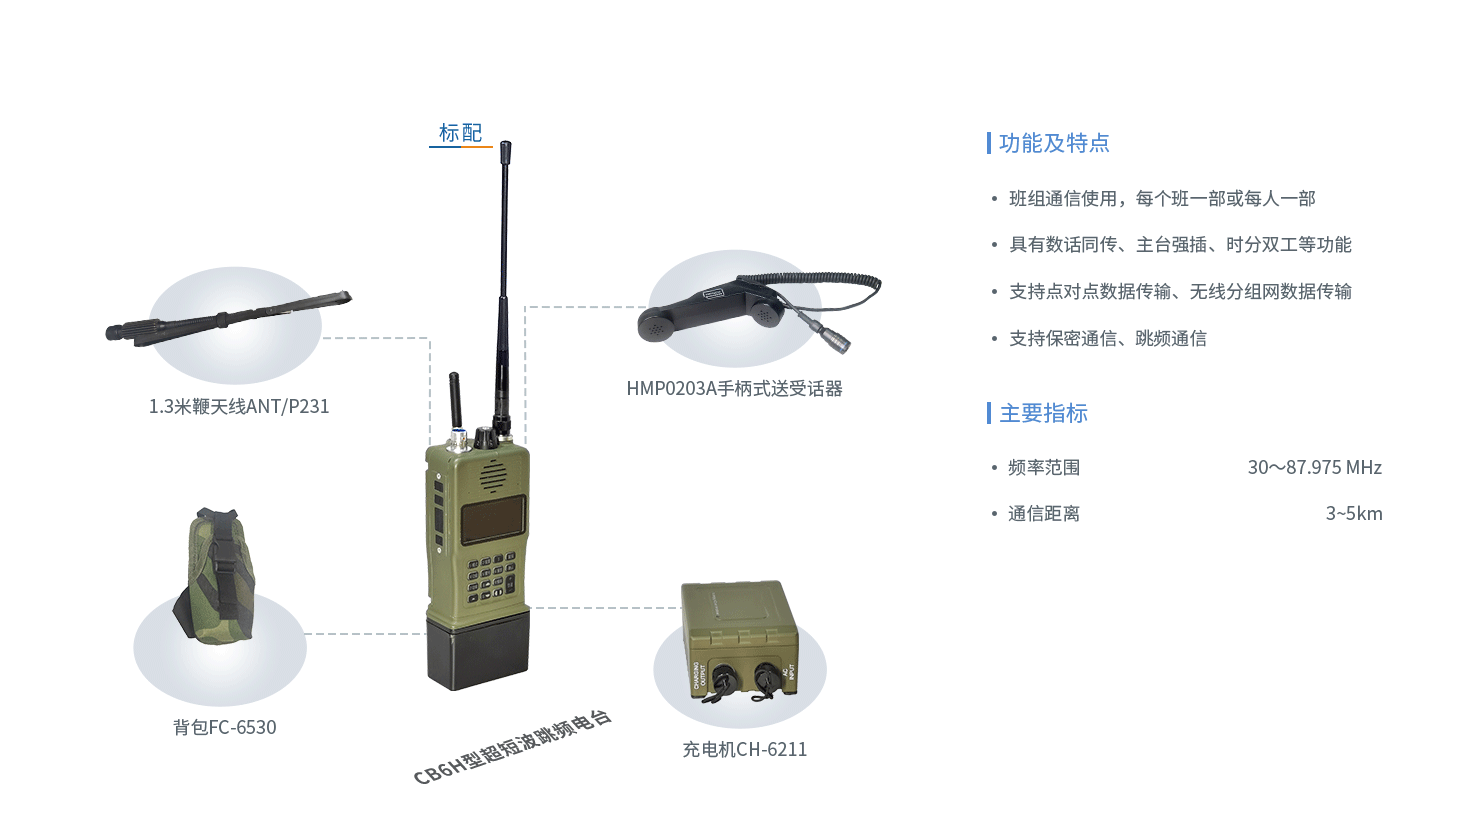 标配
1.3米鞭天线ANT/P231
HMP0203A手柄式送受话器
背包FC-6530
CHARGING
OUTPUT
AC
INPUT
充电机CH-6211
CB6H型超短波跳频电台
功能及特点
• 班组通信使用，每个班一部或每人一部
• 具有数话同传、主台强插、时分双工等功能
• 支持点对点数据传输、无线分组网数据传输
• 支持保密通信、跳频通信
主要指标
• 频率范围 30～87.975 MHz
• 通信距离 3~5km